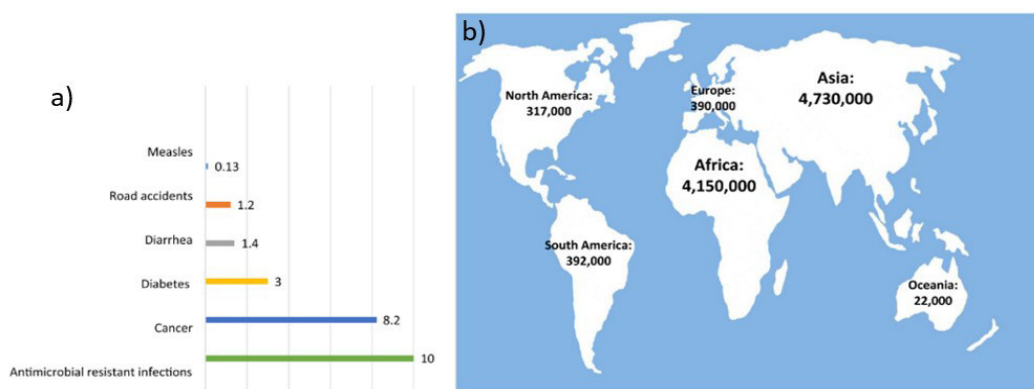 a)
Measles
0.13
Road accidents
1.2
Diarrhea
1.4
Diabetes
3
Cancer
8.2
Antimicrobial resistant infections
10
b)
North America:
317,000
Europe:
390,000
Asia:
4,730,000
Africa:
4,150,000
South America:
392,000
Oceania:
22,000